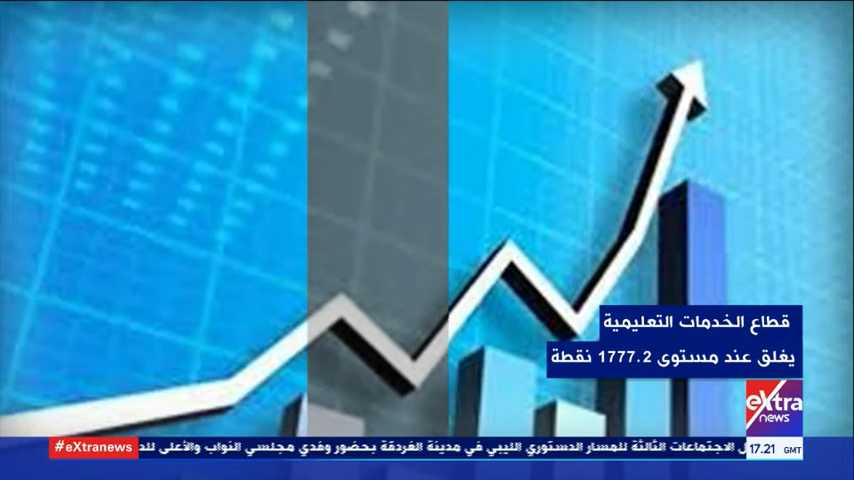 قطاع الخدمات التعليمية
يغلق عند مستوى 1777.2 نقطة
eXtra
news
#eXtranews
الاجتماعات الثالثة للمسار الدستوري الليبي في مدينة الغردقة بحضور وفدي مجلسي النواب والأعلى
17.21 GMT